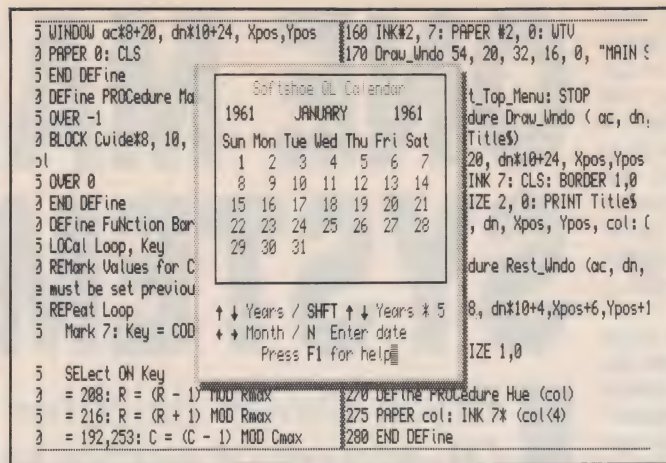 5 WINDOW ac*8+20, dn*10+24, Xpos,Ypos
0 PAPER 0: CLS
5 END DEFine
0 DEFine PROCedure Ma
5 OVER -1
0 BLOCK Cwide*8, 10,
ol
5 OVER 0
0 END DEFine
0 DEFine FuNction Bar
5 LOCal Loop, Key
0 REMark Values for C
e must be set previou
5 REPeat Loop
5 Mark 7: Key = COD
5 SELect ON Key
0 = 208: R = (R - 1) MOD Rmax
5 = 216: R = (R + 1) MOD Rmax
0 = 192,253: C = (C - 1) MOD Cmax
160 INK#2, 7: PAPER #2, 0: WTV
170 Draw_Wndo 54, 20, 32, 16, 0, "MAIN S
t_Top_Menu: STOP
dure Draw_Wndo ( ac, dn,
Title$)
20, dn*10+24, Xpos,Ypos
INK 7: CLS: BORDER 1,0
IZE 2, 0: PRINT Title$
, dn, Xpos, Ypos, col: (
dure Rest_Wndo (ac, dn,
8, dn*10+4,Xpos+6,Ypos+1
IZE 1,0
270 DEFine PROCedure Hue (col)
275 PAPER col: INK 7* (col<4)
280 END DEFine
Softshoe QL Calendar
1961 JANUARY 1961
Sun Mon Tue Wed Thu Fri Sat
1 2 3 4 5 6 7
8 9 10 11 12 13 14
15 16 17 18 19 20 21
22 23 24 25 26 27 28
29 30 31
↑ ↓ Years / SHFT ↑ ↓ Years * 5
← → Month / N Enter date
Press F1 for help